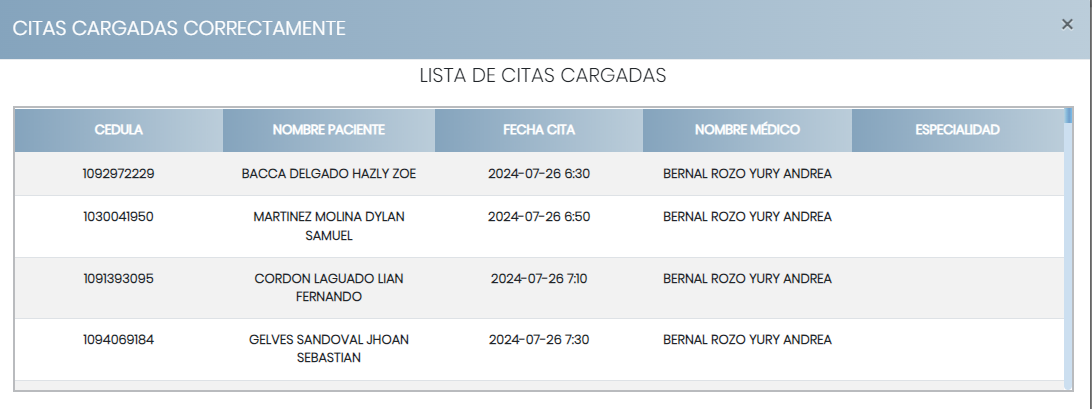 CITAS CARGADAS CORRECTAMENTE
×
LISTA DE CITAS CARGADAS
CEDULA NOMBRE PACIENTE FECHA CITA NOMBRE MÉDICO ESPECIALIDAD
1092972229 BACCA DELGADO HAZLY ZOE 2024-07-26 6:30 BERNAL ROZO YURY ANDREA
1030041950 MARTINEZ MOLINA DYLAN SAMUEL 2024-07-26 6:50 BERNAL ROZO YURY ANDREA
1091393095 CORDON LAGUADO LIAN FERNANDO 2024-07-26 7:10 BERNAL ROZO YURY ANDREA
1094069184 GELVES SANDOVAL JHOAN SEBASTIAN 2024-07-26 7:30 BERNAL ROZO YURY ANDREA